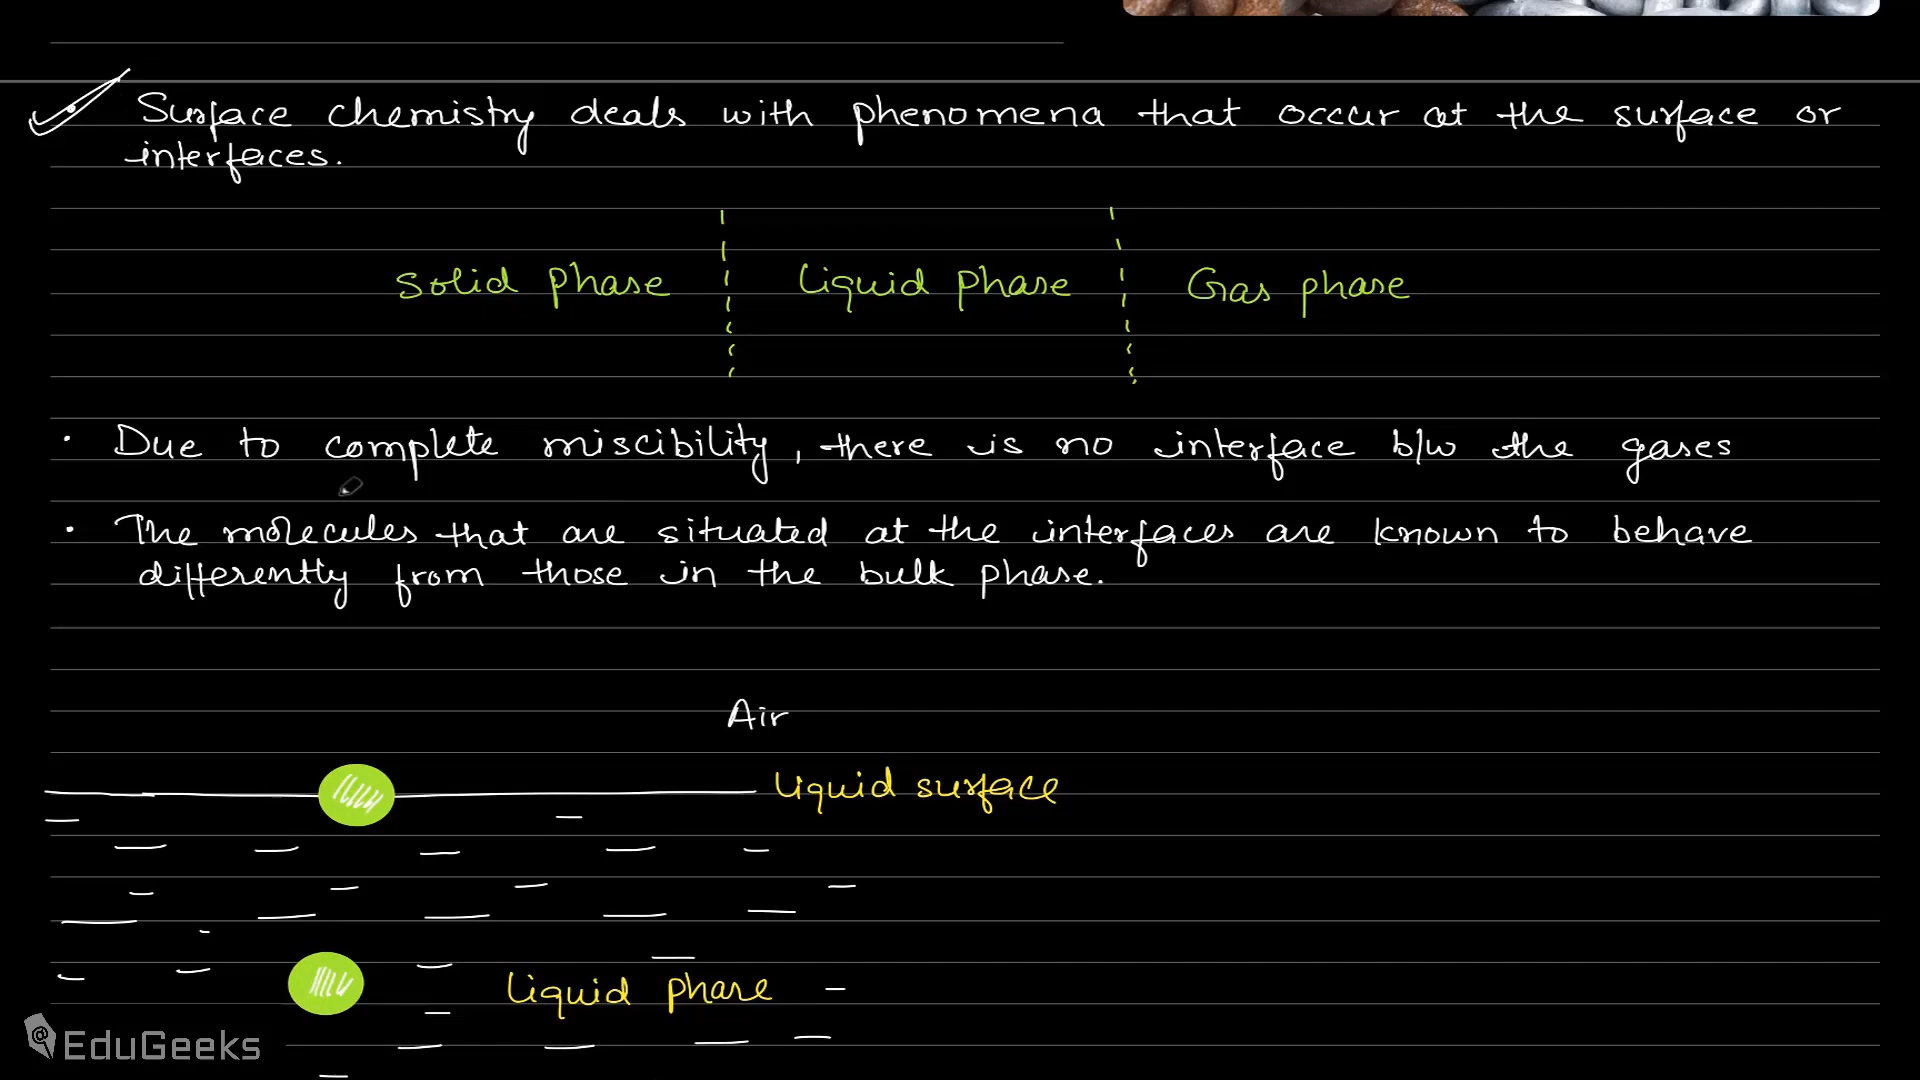 Surface chemistry deals with phenomena that occur at the surface or
interfaces.
Solid Phase Liquid Phase Gas phase
· Due to complete miscibility, there is no interface b/w the gases
· The molecules that are situated at the interfaces are known to behave
differently from those in the bulk phase.
Air
Liquid surface
Liquid phase
EduGeeks